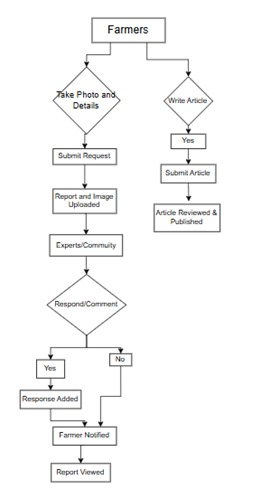 Farmers
Take Photo and
Details
Write Article
Yes
Submit Request
Submit Article
Report and Image
Uploaded
Article Reviewed &
Published
Experts/Commuity
Respond/Comment
Yes
No
Response Added
Farmer Notified
Report Viewed